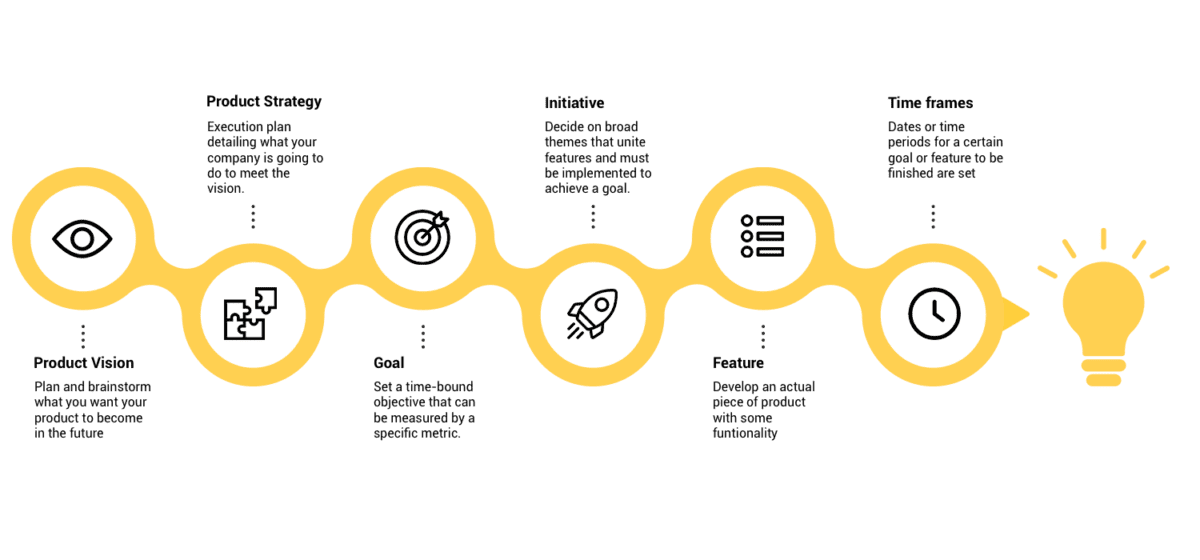 Product Vision
Plan and brainstorm
what you want your
product to become
in the future
Product Strategy
Execution plan
detailing what your
company is going to
do to meet the
vision.
Goal
Set a time-bound
objective that can
be measured by a
specific metric.
Initiative
Decide on broad
themes that unite
features and must
be implemented to
achieve a goal.
Feature
Develop an actual
piece of product
with some
funtionality
Time frames
Dates or time
periods for a certain
goal or feature to be
finished are set